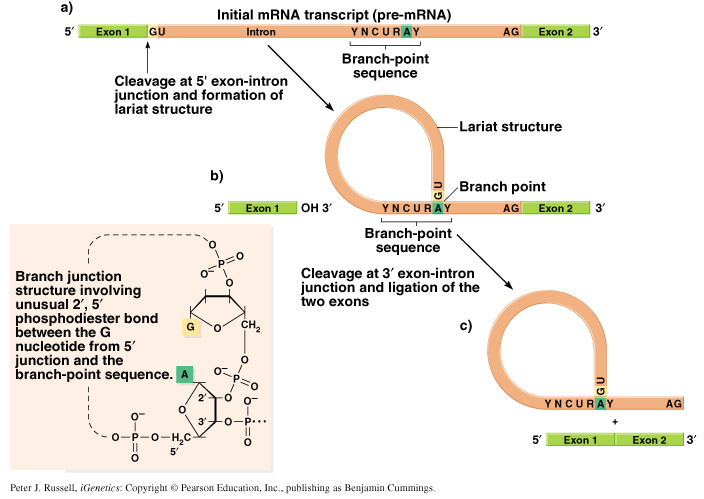 a)
Initial mRNA transcript (pre-mRNA)
5′ Exon 1 GU Intron YNCURAY AG Exon 2 3′
Branch-point
sequence
Cleavage at 5' exon-intron
junction and formation of
lariat structure
Lariat structure
b)
GU
Branch point
5′ Exon 1 OH 3′ YNCURAY AG Exon 2 3′
Branch-point
sequence
Cleavage at 3′ exon-intron
junction and ligation of the
two exons
c)
GU
YNCURAY AG
+
5′ Exon 1 Exon 2 3′
Branch junction
structure involving
unusual 2′, 5′
phosphodiester bond
between the G
nucleotide from 5′
junction and the
branch-point sequence.
O
O⁻ P O
O
G O CH₂
O
A O⁻ P O
2′ O O⁻
O 3′ O P
O⁻ O
O P O H₂C
O 5′
Peter J. Russell, iGenetics: Copyright © Pearson Education, Inc., publishing as Benjamin Cummings.